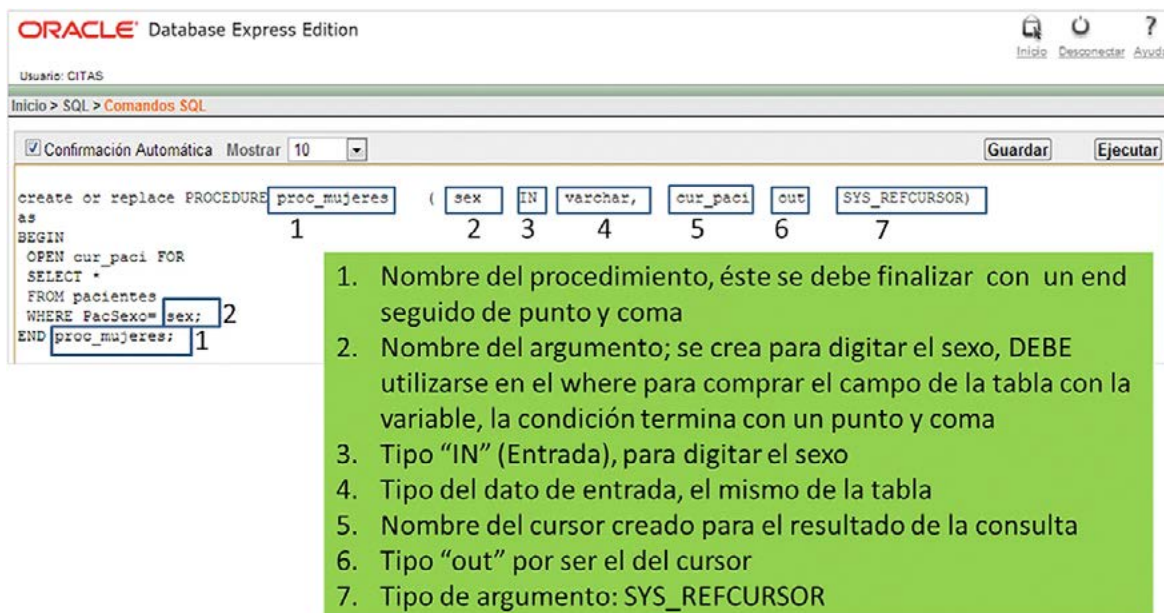 ORACLE Database Express Edition
Inicio Desconectar Ayuda
Usuario: CITAS
Inicio > SQL > Comandos SQL
Confirmación Automática Mostrar 10 Guardar Ejecutar
create or replace PROCEDURE proc_mujeres ( sex IN varchar, cur_paci out SYS_REFCURSOR)
1 2 3 4 5 6 7
as
BEGIN
OPEN cur_paci FOR
SELECT *
FROM pacientes
WHERE PacSexo= sex; 2
END proc_mujeres; 1
1. Nombre del procedimiento, éste se debe finalizar con un end
seguido de punto y coma
2. Nombre del argumento; se crea para digitar el sexo, DEBE
utilizarse en el where para comprar el campo de la tabla con la
variable, la condición termina con un punto y coma
3. Tipo “IN” (Entrada), para digitar el sexo
4. Tipo del dato de entrada, el mismo de la tabla
5. Nombre del cursor creado para el resultado de la consulta
6. Tipo “out” por ser el del cursor
7. Tipo de argumento: SYS_REFCURSOR